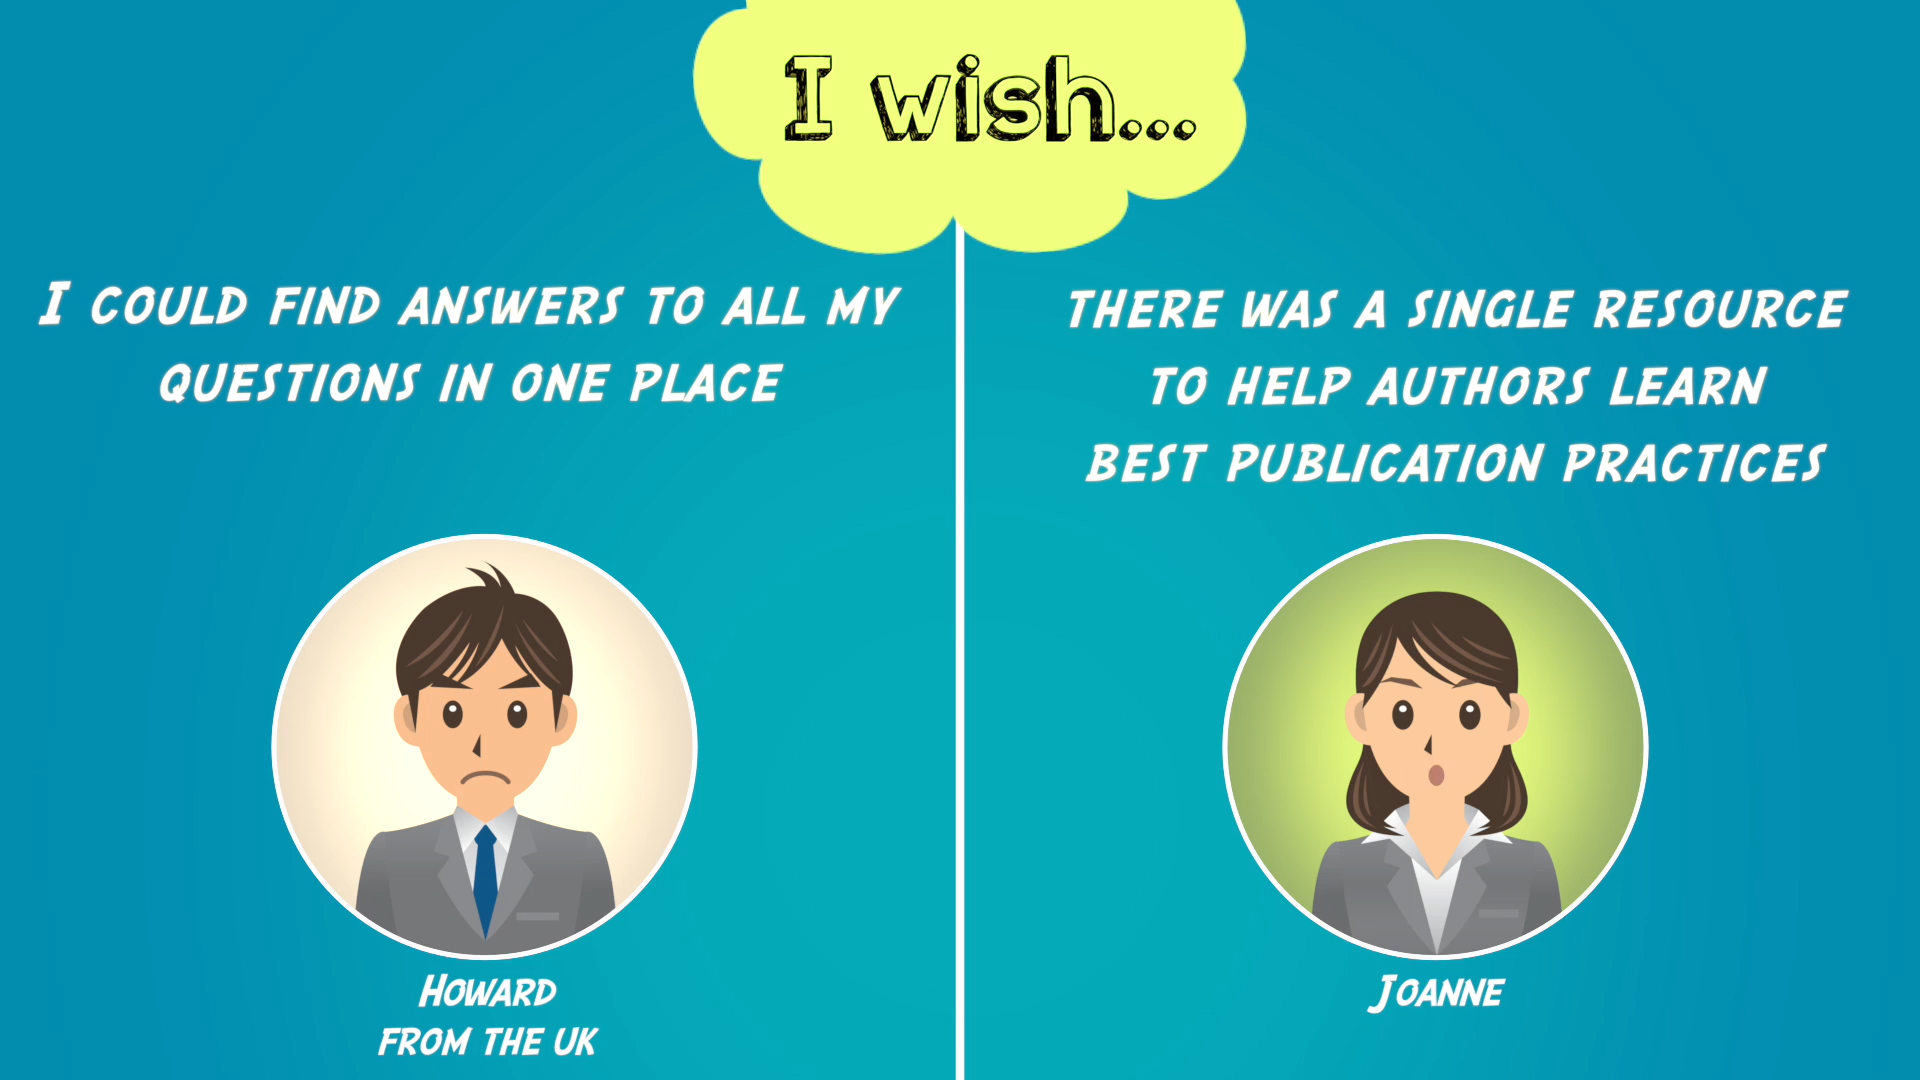 I wish...
I COULD FIND ANSWERS TO ALL MY
QUESTIONS IN ONE PLACE
HOWARD
FROM THE UK
THERE WAS A SINGLE RESOURCE
TO HELP AUTHORS LEARN
BEST PUBLICATION PRACTICES
JOANNE